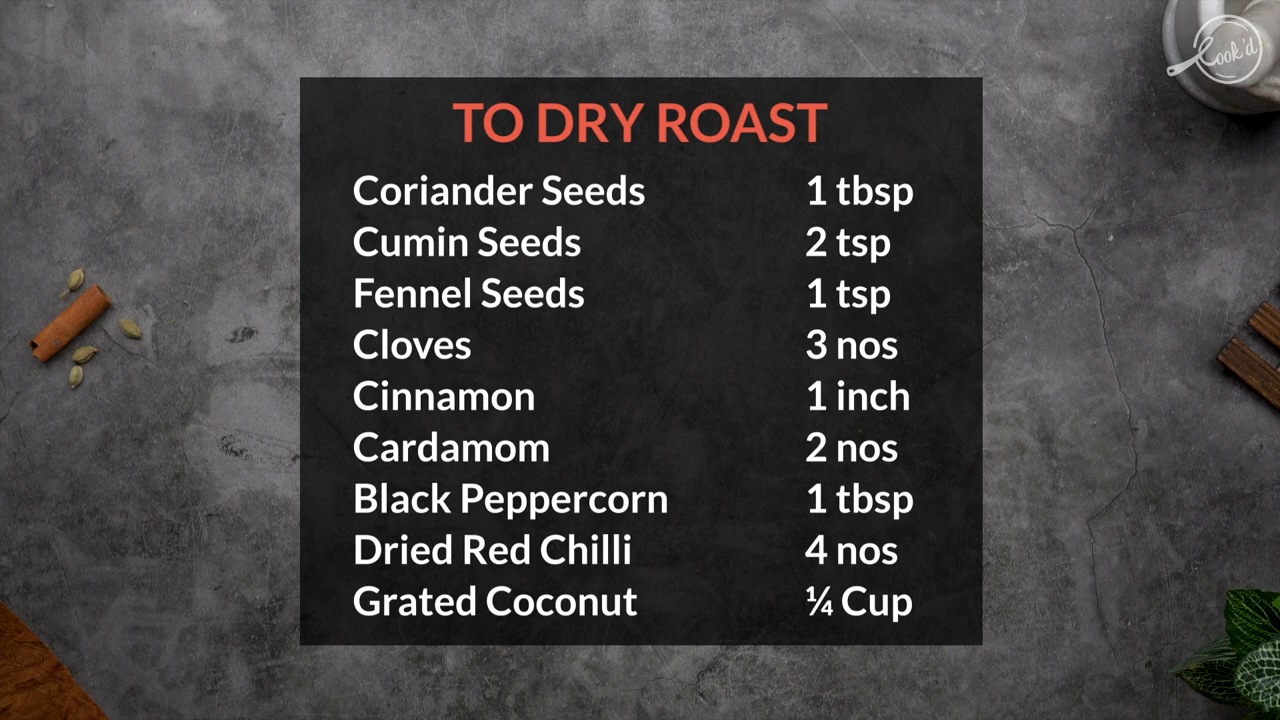 Cook'd
TO DRY ROAST
Coriander Seeds 1 tbsp
Cumin Seeds 2 tsp
Fennel Seeds 1 tsp
Cloves 3 nos
Cinnamon 1 inch
Cardamom 2 nos
Black Peppercorn 1 tbsp
Dried Red Chilli 4 nos
Grated Coconut ¼ Cup